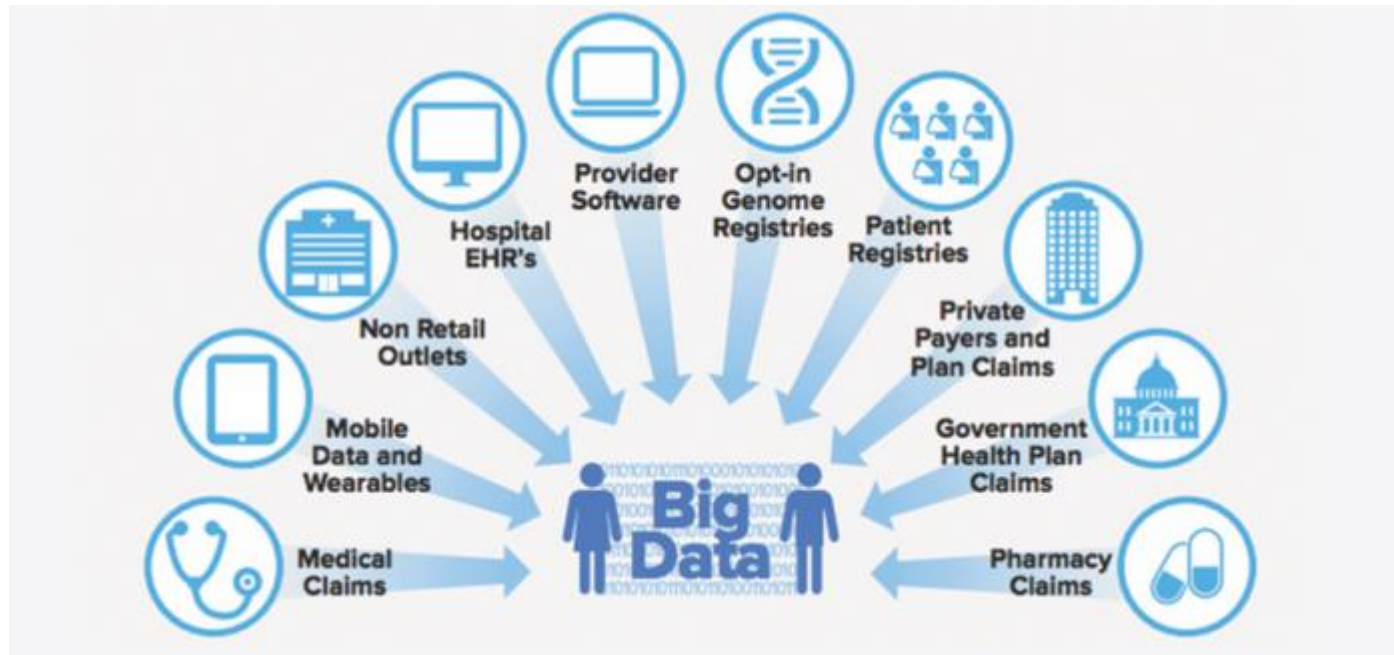 Provider
Software
Opt-in
Genome
Registries
Hospital
EHR's
Patient
Registries
Non Retail
Outlets
Private
Payers and
Plan Claims
Mobile
Data and
Wearables
Government
Health Plan
Claims
Medical
Claims
Big
Data
Pharmacy
Claims